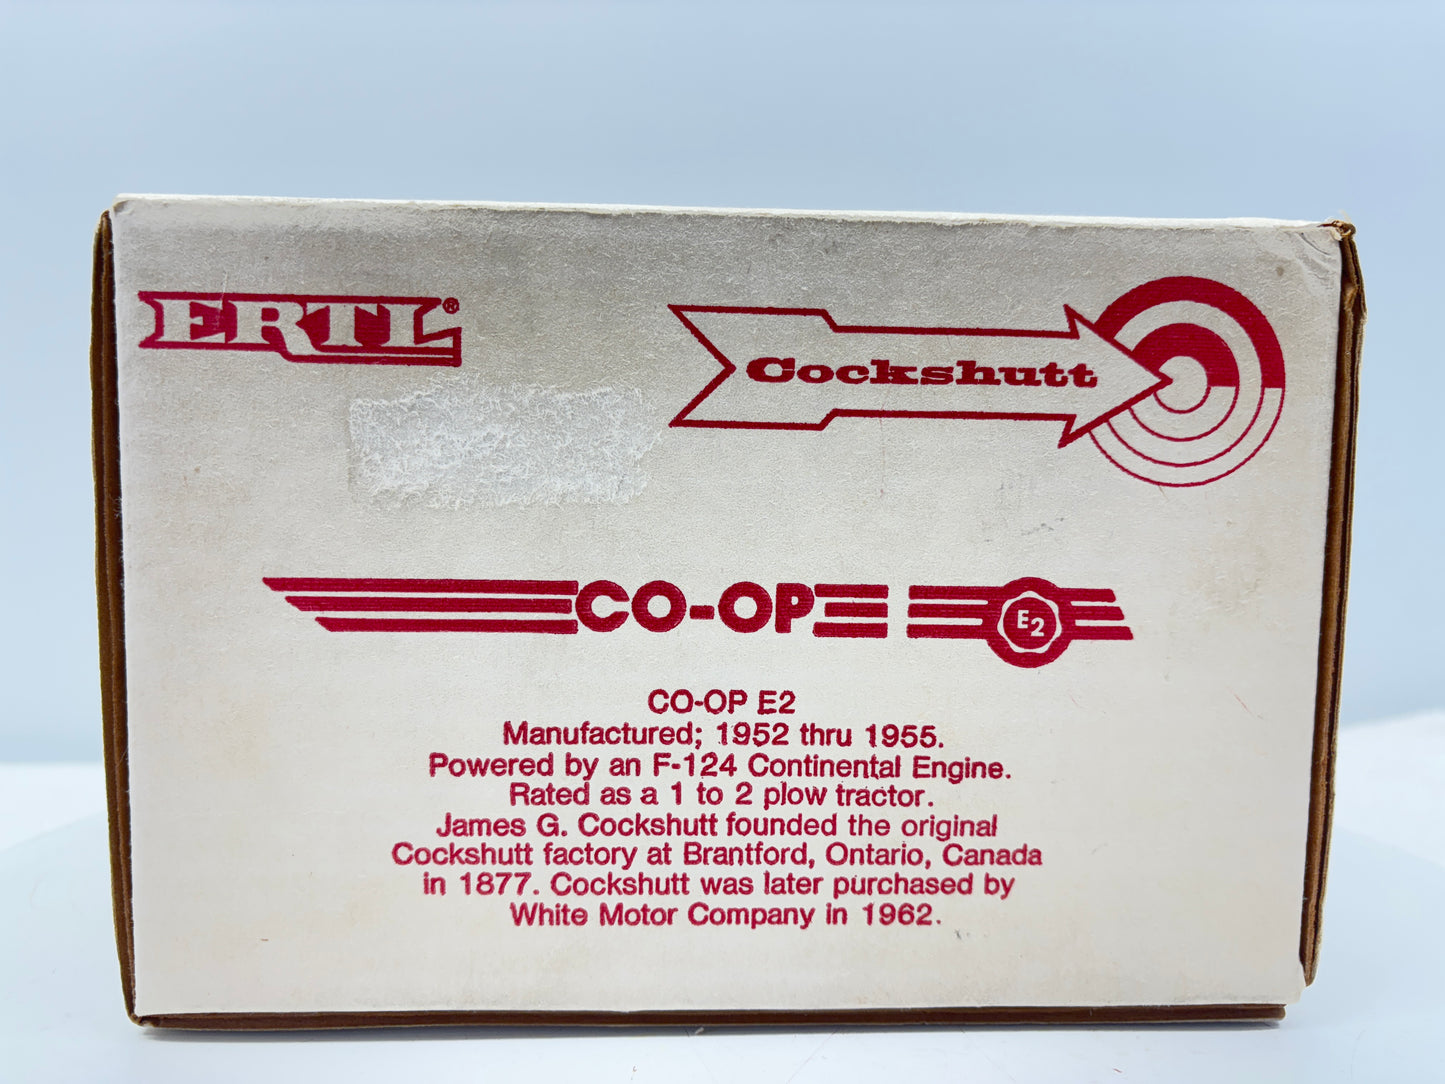 ERTL®
Cockshutt
CO-OP E2
CO-OP E2
Manufactured; 1952 thru 1955.
Powered by an F-124 Continental Engine.
Rated as a 1 to 2 plow tractor.
James G. Cockshutt founded the original
Cockshutt factory at Brantford, Ontario, Canada
in 1877. Cockshutt was later purchased by
White Motor Company in 1962.